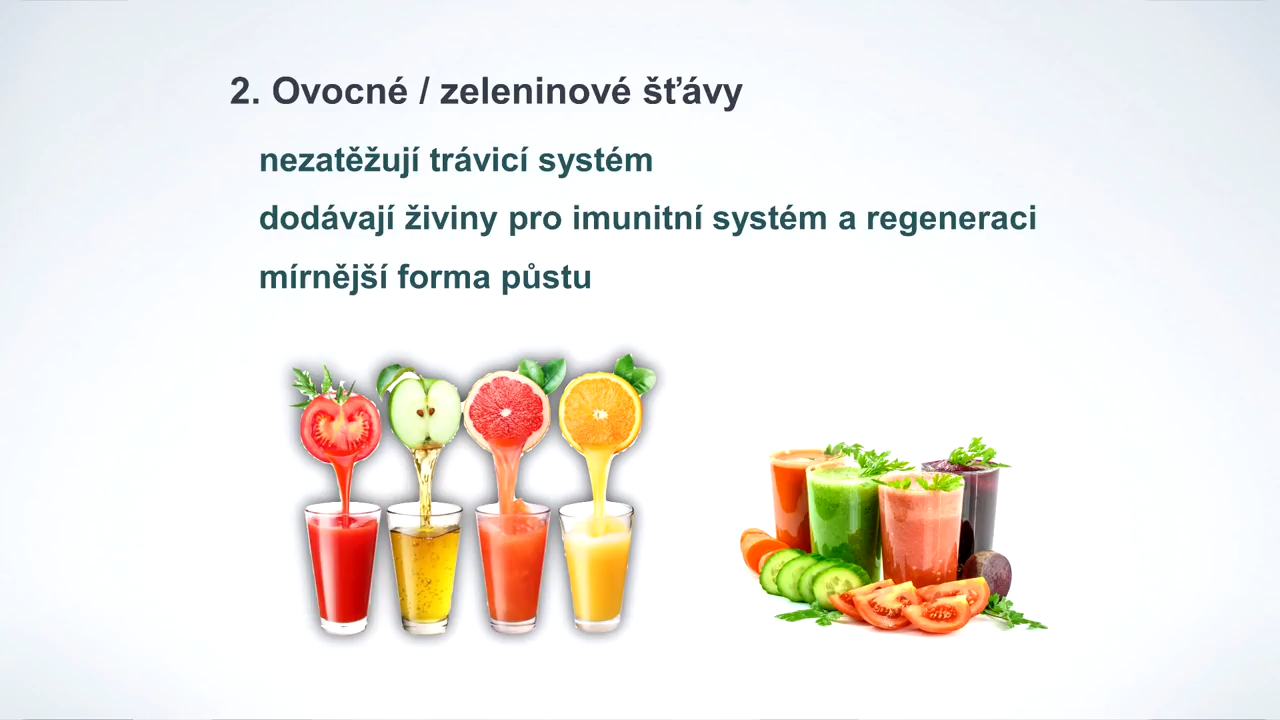 2. Ovocné / zeleninové šťávy
nezatěžují trávicí systém
dodávají živiny pro imunitní systém a regeneraci
mírnější forma půstu